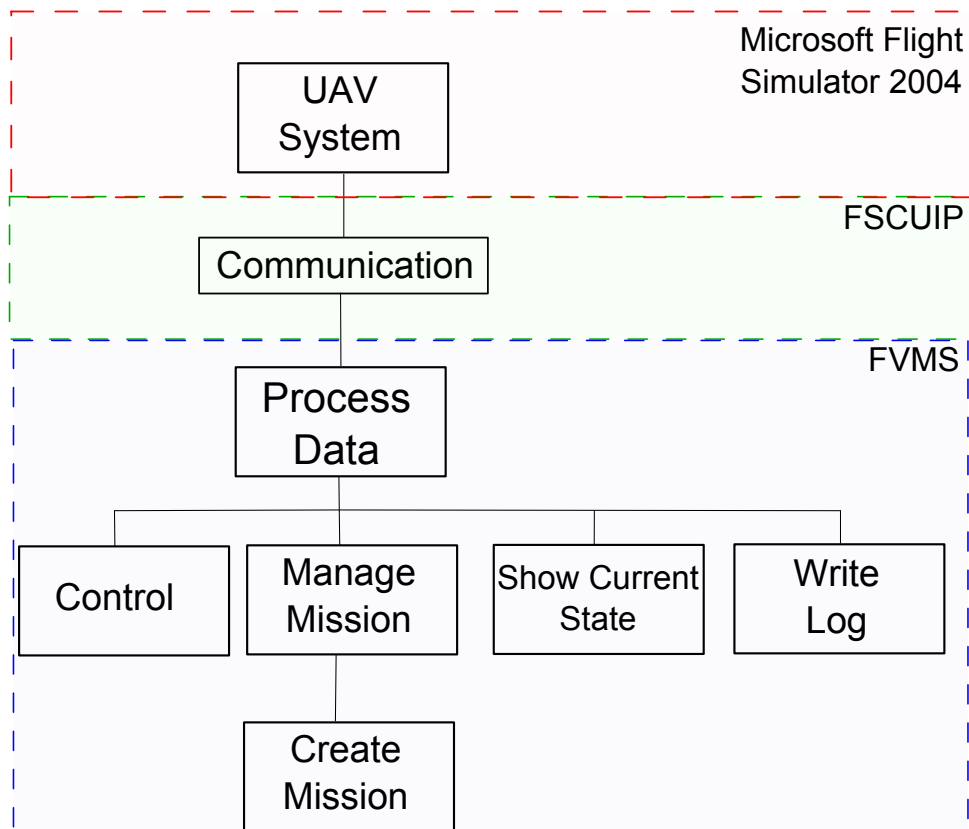 Microsoft Flight
Simulator 2004
UAV
System
FSCUIP
Communication
FVMS
Process
Data
Control
Manage
Mission
Show Current
State
Write
Log
Create
Mission